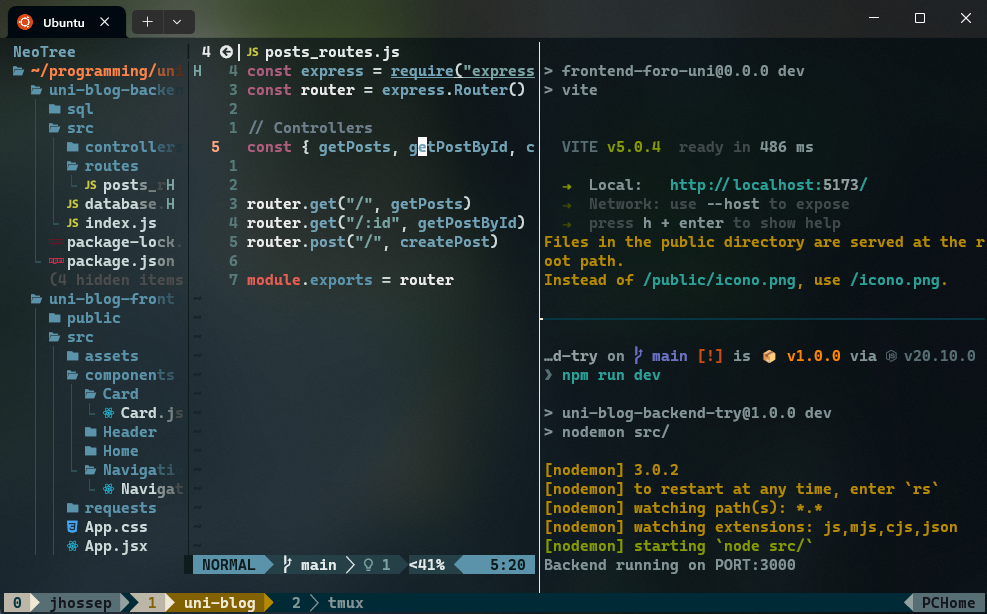 Ubuntu
NeoTree
~/programming/uni
uni-blog-backe
sql
src
controller
routes
posts_rH
database.H
index.js
package-lock.
package.json
(4 hidden items
uni-blog-front
public
src
assets
components
Card
Card.js
Header
Home
Navigati
Navigat
requests
App.css
App.jsx
4 JS posts_routes.js
H 4 const express = require("express
3 const router = express.Router()
2
1 // Controllers
5 const { getPosts, getPostById, c
1
2
3 router.get("/", getPosts)
4 router.get("/:id", getPostById)
5 router.post("/", createPost)
6
7 module.exports = router
NORMAL main 1 <41% 5:20
> frontend-foro-uni@0.0.0 dev
> vite
VITE v5.0.4 ready in 486 ms
➜ Local: http://localhost:5173/
➜ Network: use --host to expose
➜ press h + enter to show help
Files in the public directory are served at the r
oot path.
Instead of /public/icono.png, use /icono.png.
…d-try on main [!] is 📦 v1.0.0 via v20.10.0
❯ npm run dev
> uni-blog-backend-try@1.0.0 dev
> nodemon src/
[nodemon] 3.0.2
[nodemon] to restart at any time, enter `rs`
[nodemon] watching path(s): *.*
[nodemon] watching extensions: js,mjs,cjs,json
[nodemon] starting `node src/`
Backend running on PORT:3000
0 jhossep 1 uni-blog 2 tmux PCHome